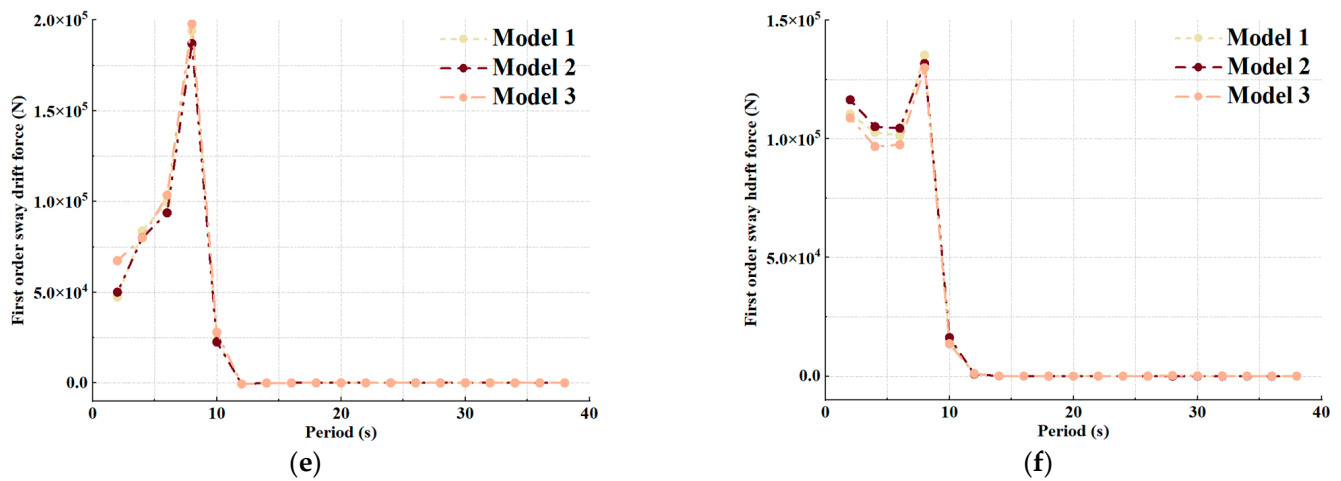 First order sway drift force (N)
2.0×10⁵
1.5×10⁵
1.0×10⁵
5.0×10⁴
0.0
0 10 20 30 40
Period (s)
Model 1
Model 2
Model 3
(e)
First order sway hdrft force (N)
1.5×10⁵
1.0×10⁵
5.0×10⁴
0.0
0 10 20 30 40
Period (s)
Model 1
Model 2
Model 3
(f)